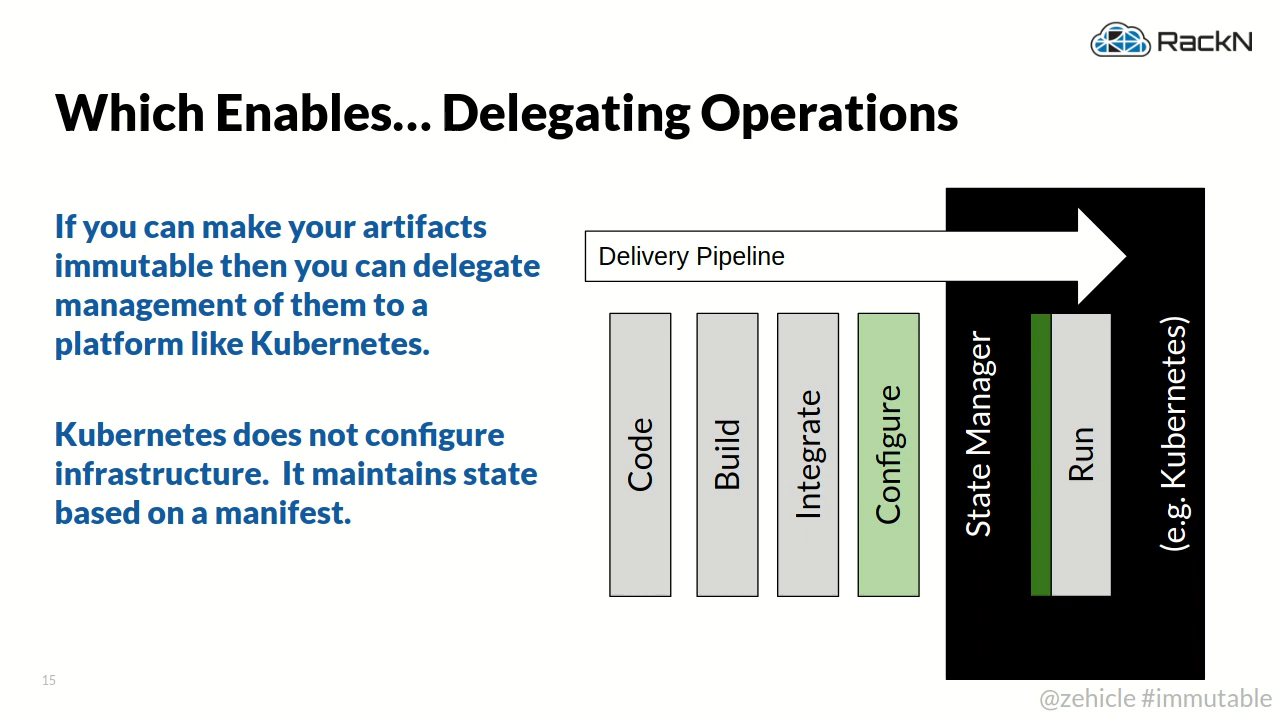 RackN
Which Enables... Delegating Operations
If you can make your artifacts
immutable then you can delegate
management of them to a
platform like Kubernetes.
Kubernetes does not configure
infrastructure.  It maintains state
based on a manifest.
Delivery Pipeline
Code
Build
Integrate
Configure
State Manager
Run
(e.g. Kubernetes)
15
@zehicle #immutable